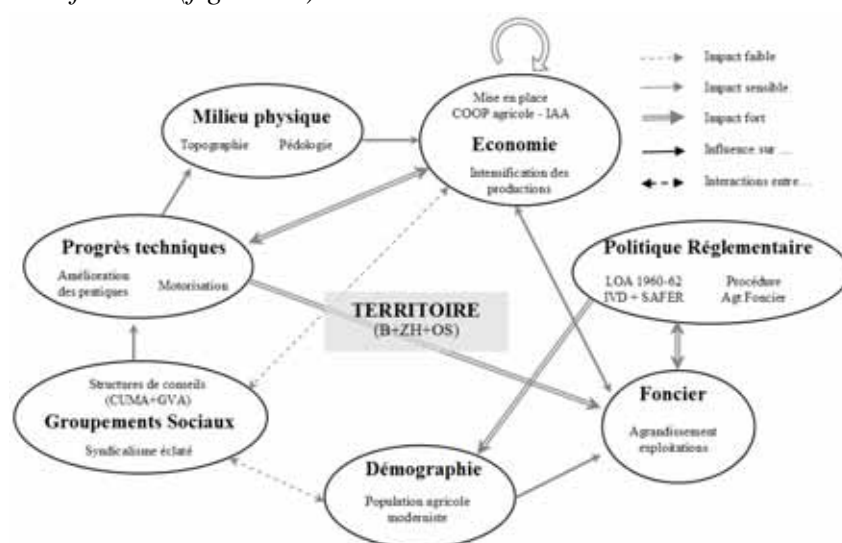 Mise en place
COOP agricole - IAA
Economie
Intensification des
productions
Impact faible
Impact sensible
Impact fort
Influence sur ...
Interactions entre...
Milieu physique
Topographie Pédologie
Progrès techniques
Amélioration
des pratiques
Motorisation
Politique Réglementaire
LOA 1960-62
IVD + SAFER
Procédure
Agt Foncier
TERRITOIRE
(B+ZH+OS)
Structures de conseils
(CUMA+GVA)
Groupements Sociaux
Syndicalisme éclaté
Foncier
Agrandissement
exploitations
Démographie
Population agricole
moderniste